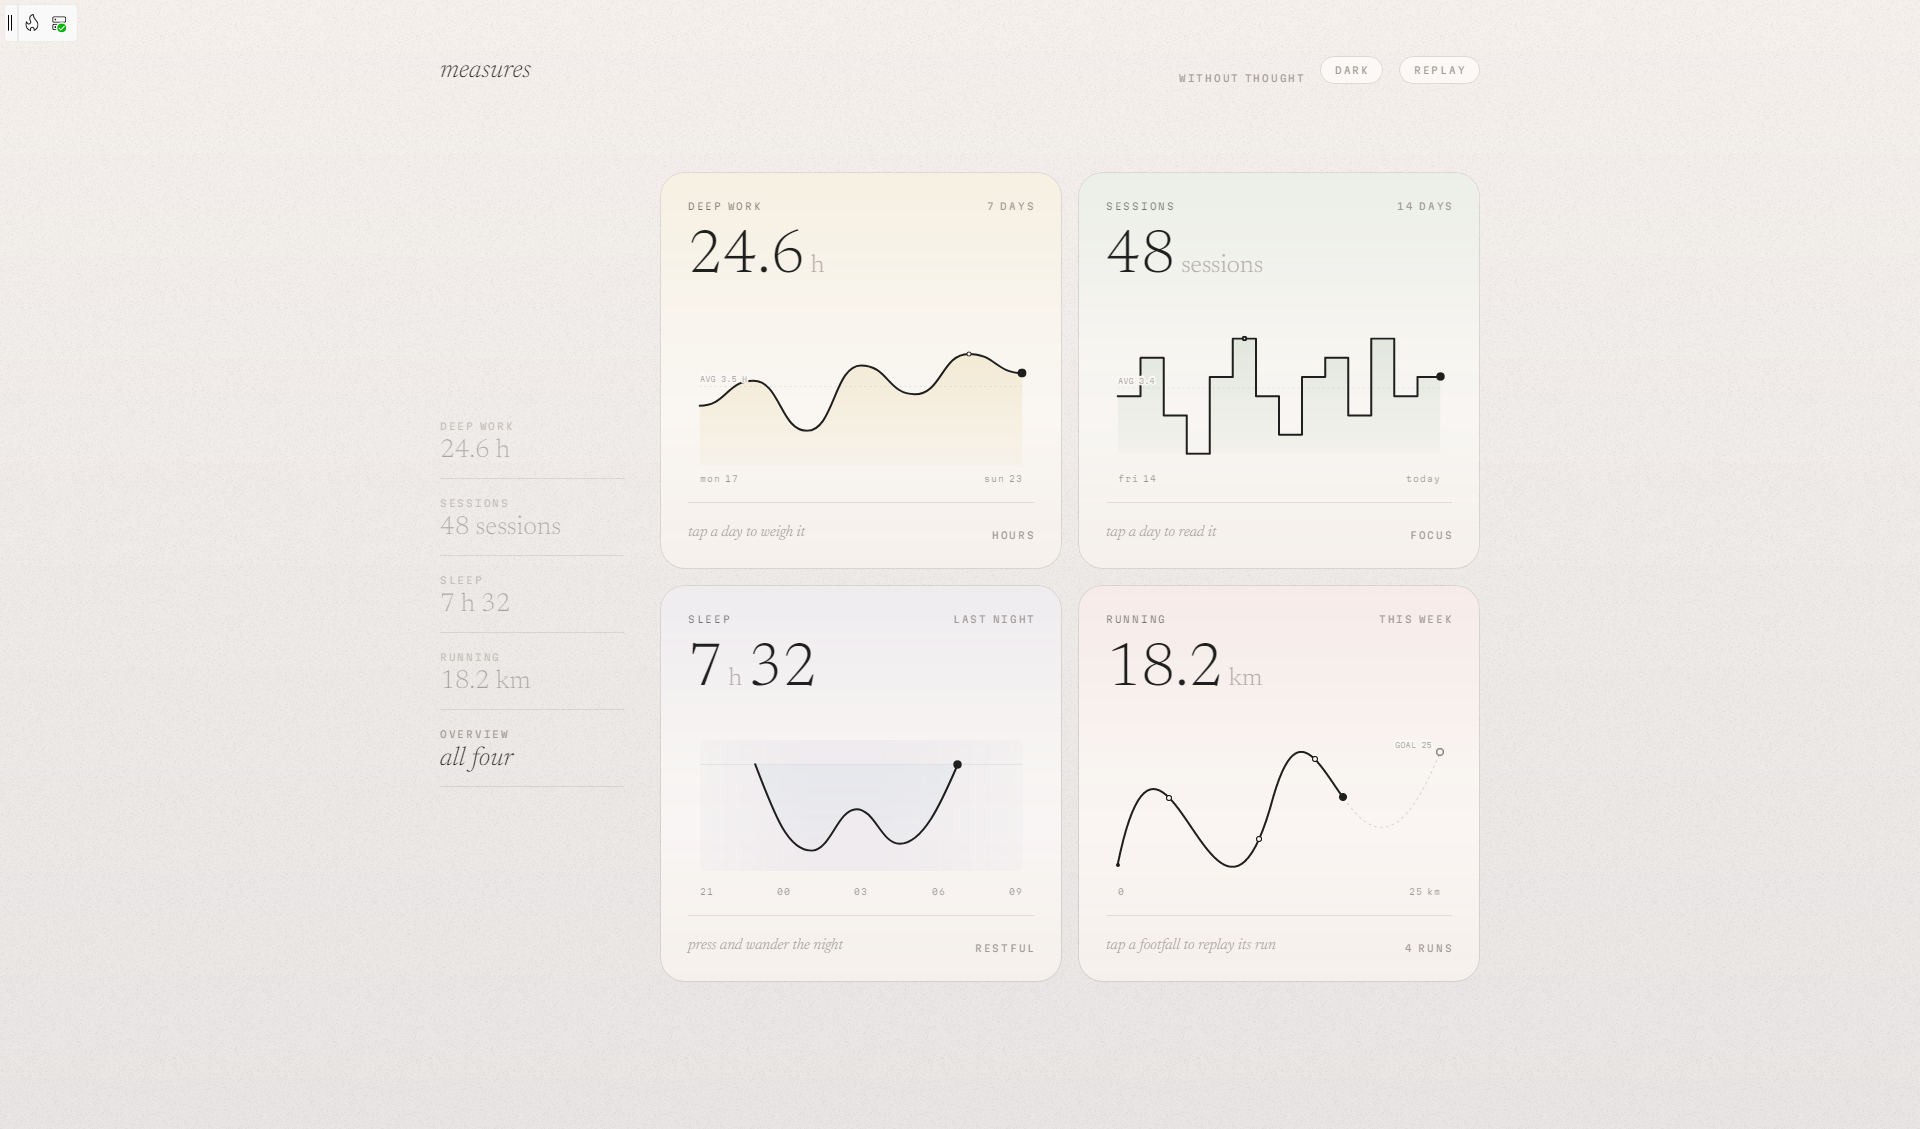 measures
WITHOUT THOUGHT
DARK
REPLAY
DEEP WORK
24.6 h
SESSIONS
48 sessions
SLEEP
7 h 32
RUNNING
18.2 km
OVERVIEW
all four
DEEP WORK
7 DAYS
24.6 h
AVG 3.5 H
mon 17
sun 23
tap a day to weigh it
HOURS
SESSIONS
14 DAYS
48 sessions
AVG 3.4
fri 14
today
tap a day to read it
FOCUS
SLEEP
LAST NIGHT
7 h 32
21 00 03 06 09
press and wander the night
RESTFUL
RUNNING
THIS WEEK
18.2 km
GOAL 25
0
25 km
tap a footfall to replay its run
4 RUNS